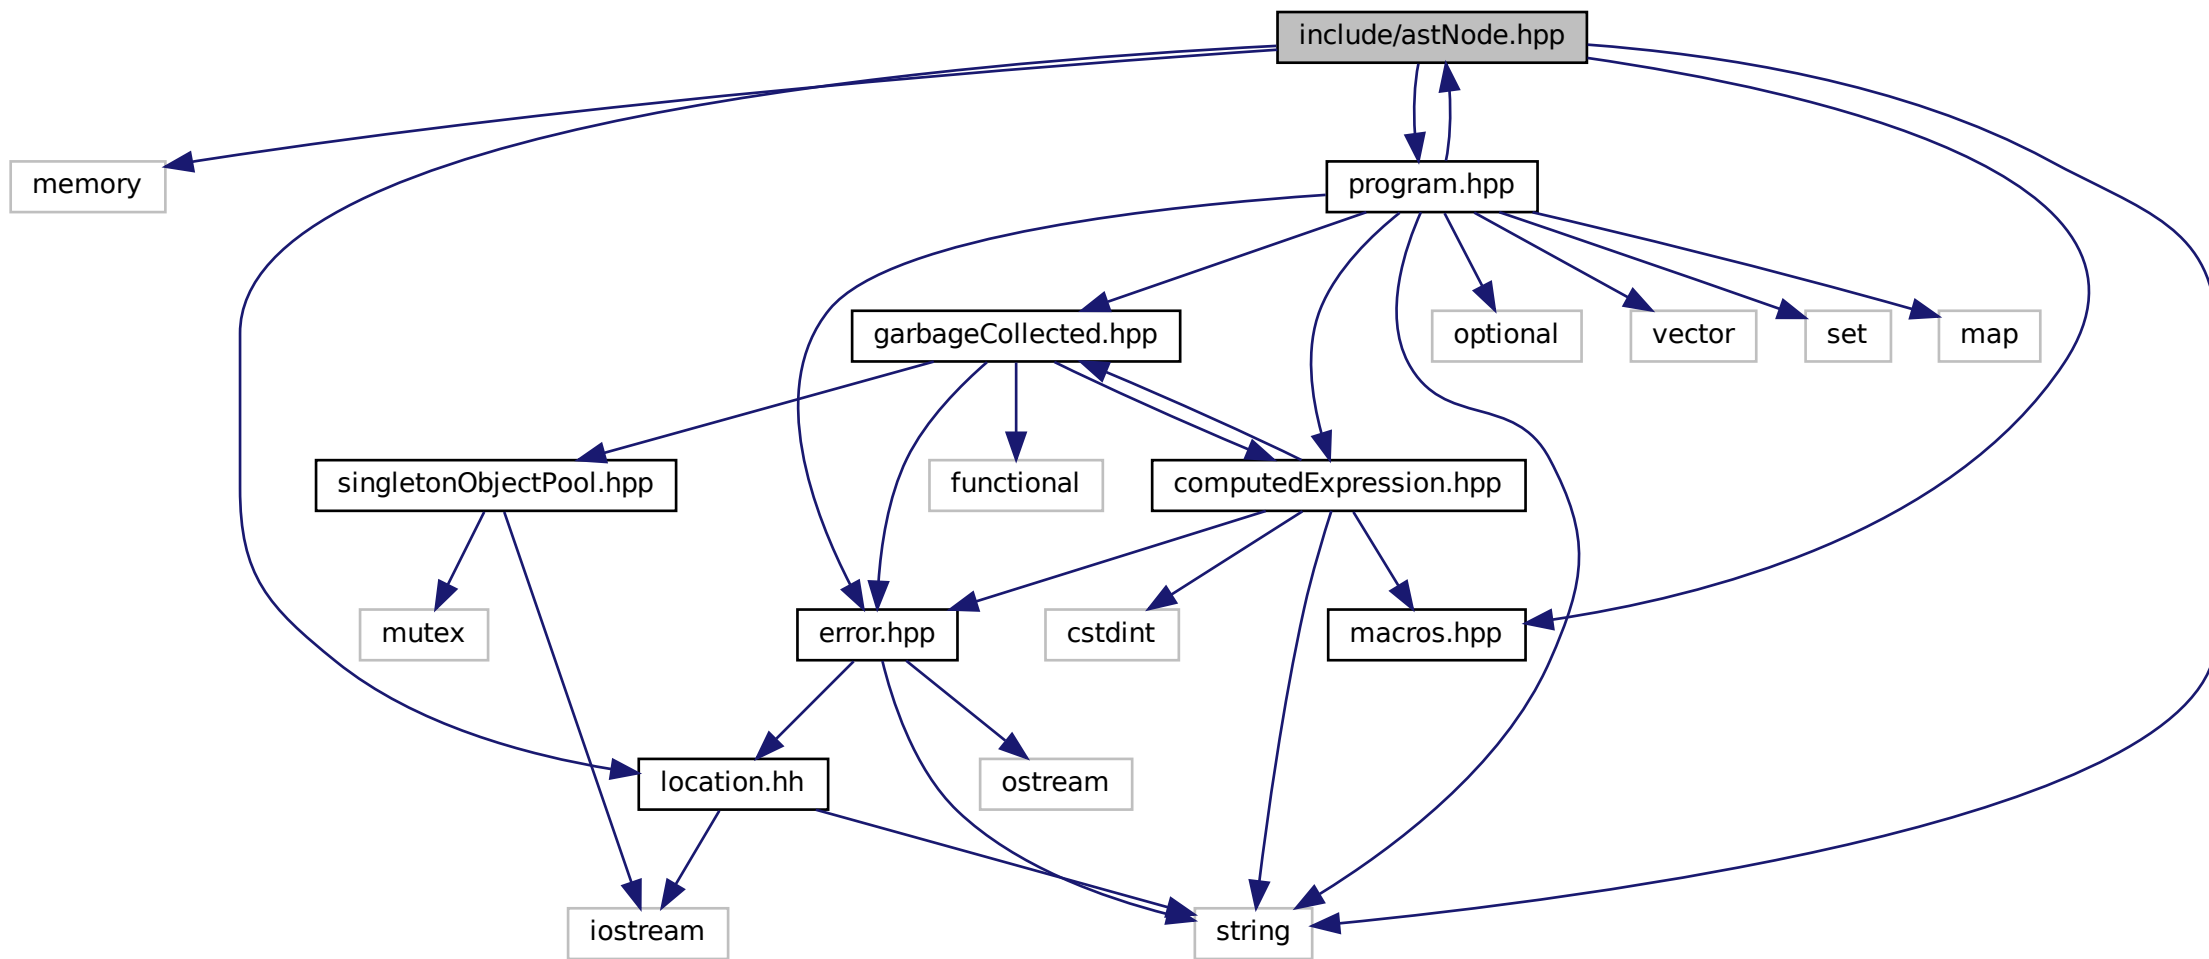 include/astNode.hpp
memory
program.hpp
garbageCollected.hpp
optional
vector
set
map
singletonObjectPool.hpp
functional
computedExpression.hpp
mutex
error.hpp
cstdint
macros.hpp
location.hh
ostream
iostream
string